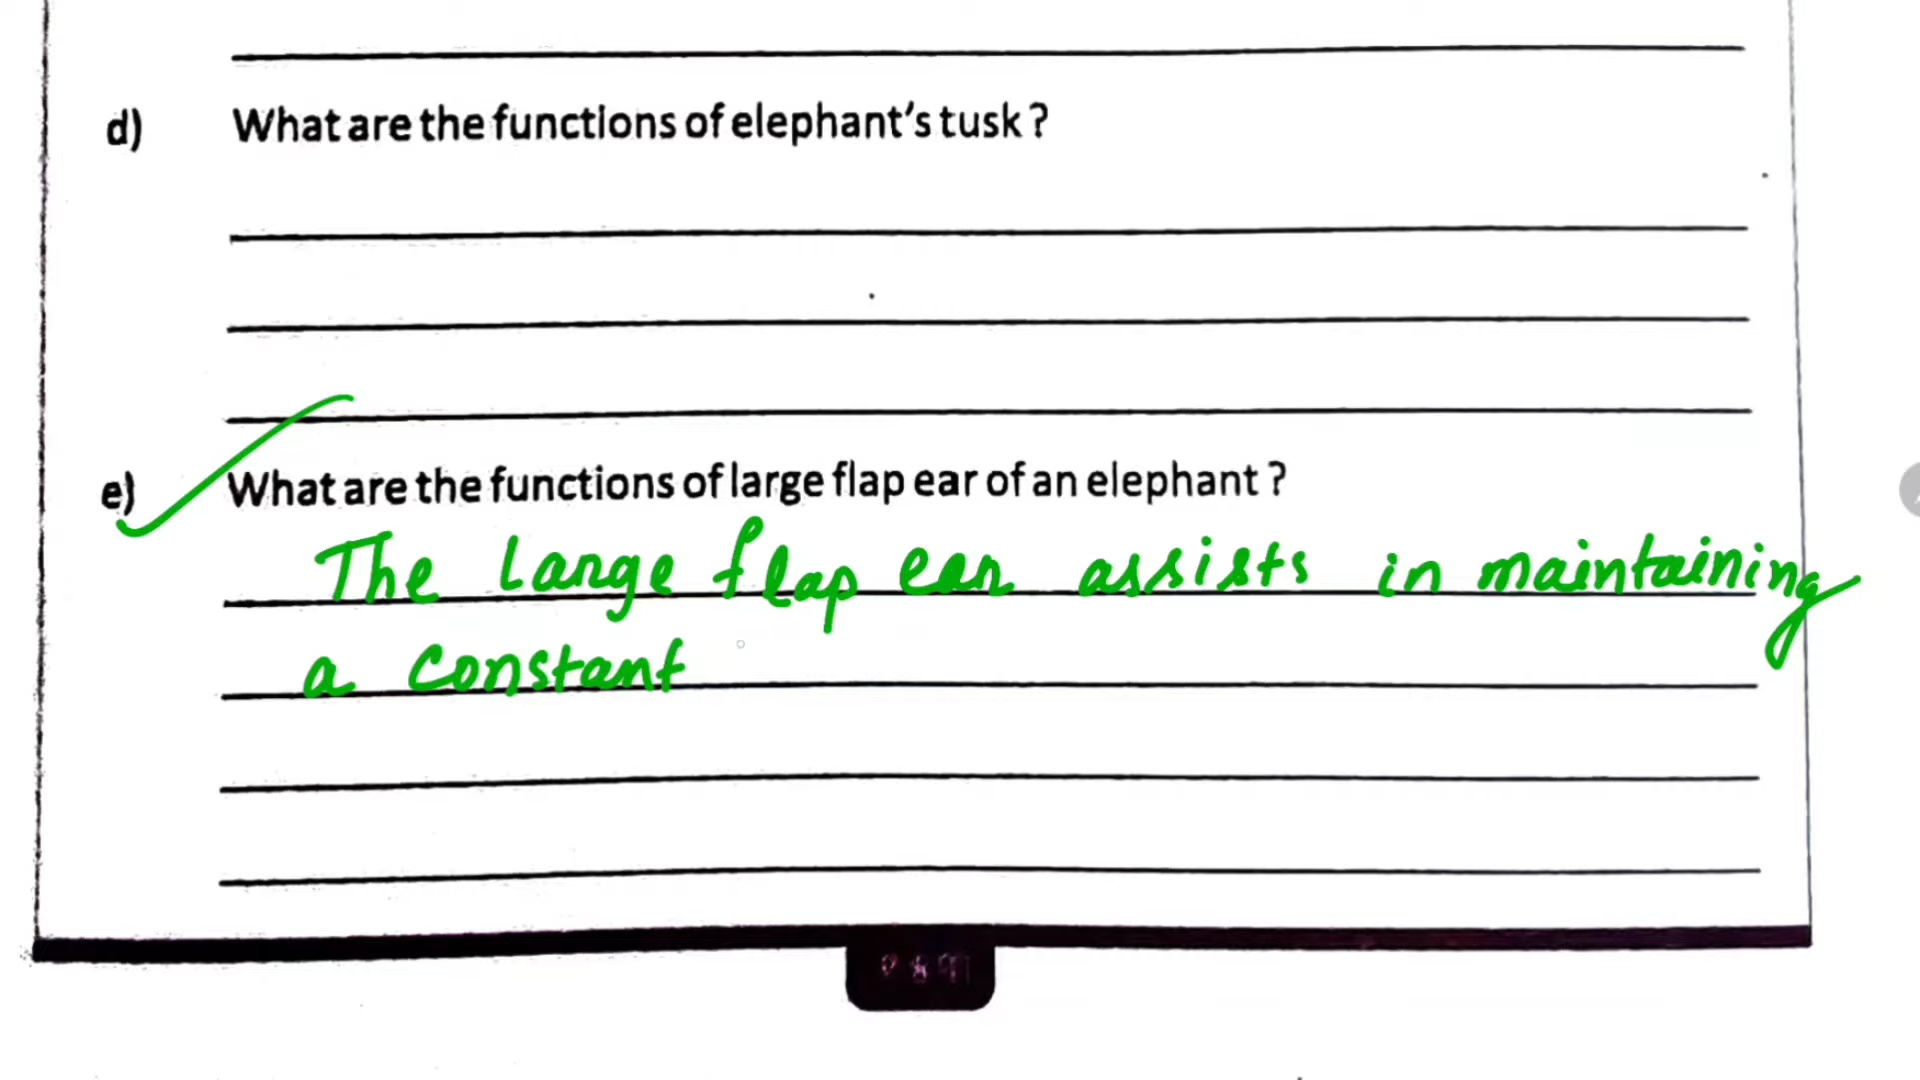 d) What are the functions of elephant's tusk ?
e) What are the functions of large flap ear of an elephant ?
The large flap ear assists in maintaining
a constant